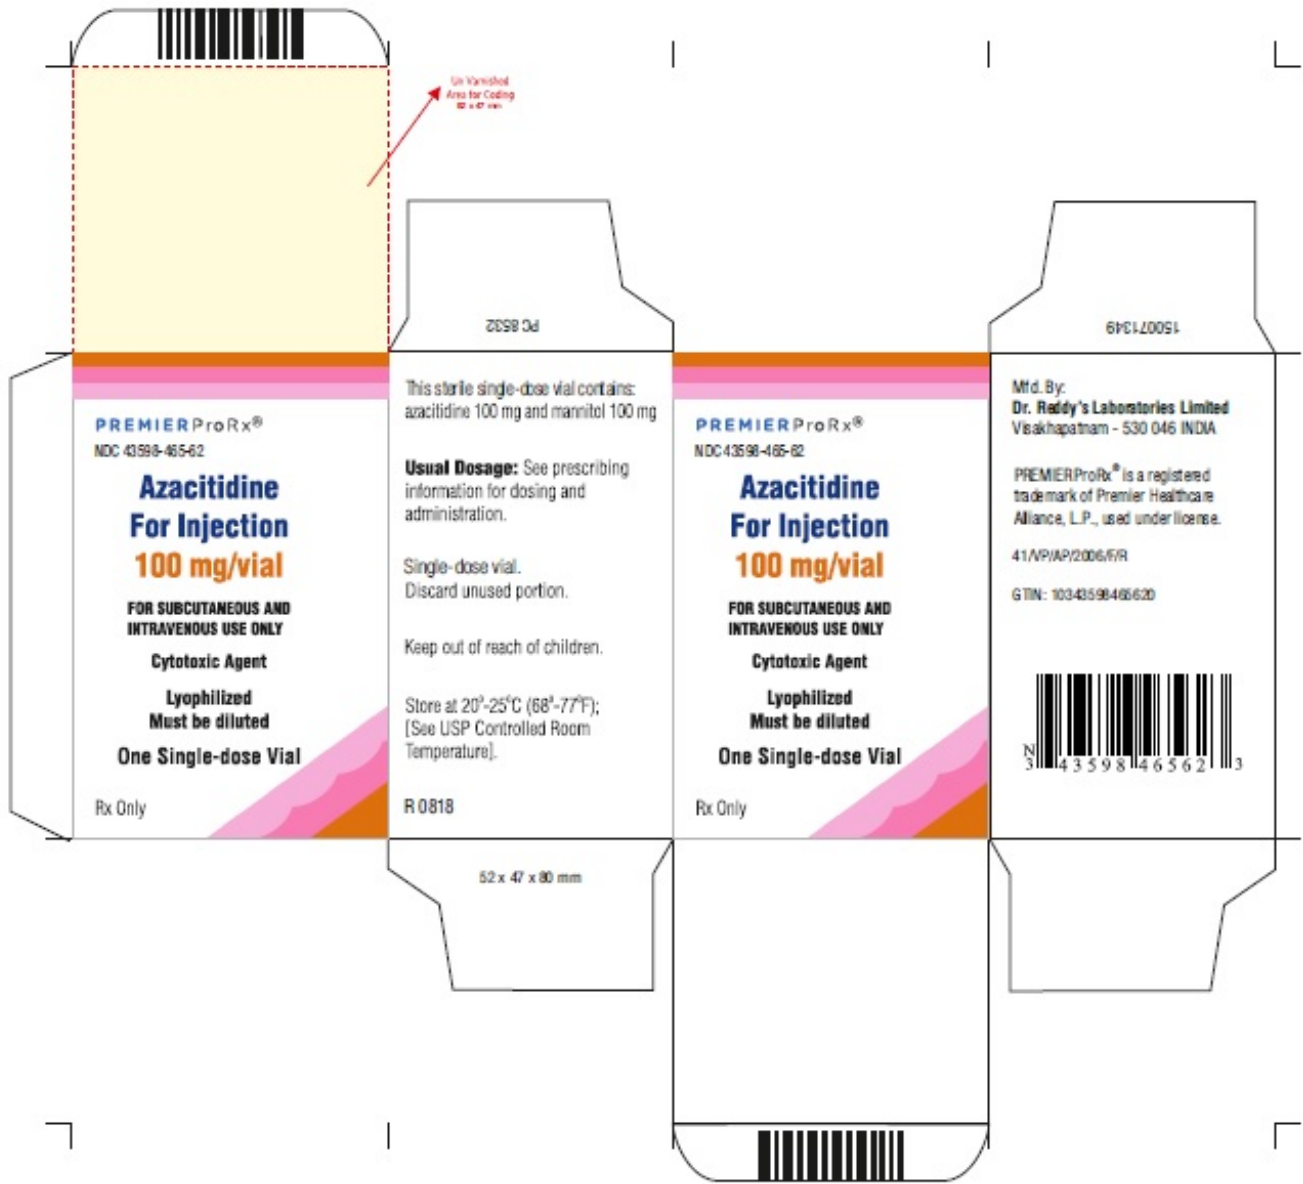 Un Varnished
Area for Coding
52 x 47 mm
PC 8532
150071349
PREMIERProRx®
NDC 43598-465-62
Azacitidine
For Injection
100 mg/vial
FOR SUBCUTANEOUS AND
INTRAVENOUS USE ONLY
Cytotoxic Agent
Lyophilized
Must be diluted
One Single-dose Vial
Rx Only
This sterile single-dose vial contains:
azacitidine 100 mg and mannitol 100 mg
Usual Dosage: See prescribing
information for dosing and
administration.
Single-dose vial.
Discard unused portion.
Keep out of reach of children.
Store at 20°-25°C (68°-77°F);
[See USP Controlled Room
Temperature].
R 0818
52 x 47 x 80 mm
PREMIERProRx®
NDC 43598-465-62
Azacitidine
For Injection
100 mg/vial
FOR SUBCUTANEOUS AND
INTRAVENOUS USE ONLY
Cytotoxic Agent
Lyophilized
Must be diluted
One Single-dose Vial
Rx Only
Mfd. By:
Dr. Reddy's Laboratories Limited
Visakhapatnam - 530 046 INDIA
PREMIERProRx® is a registered
trademark of Premier Healthcare
Alliance, L.P., used under license.
41/VP/AP/2006/F/R
GTIN: 10343598465620
N
3 43598 46562 3